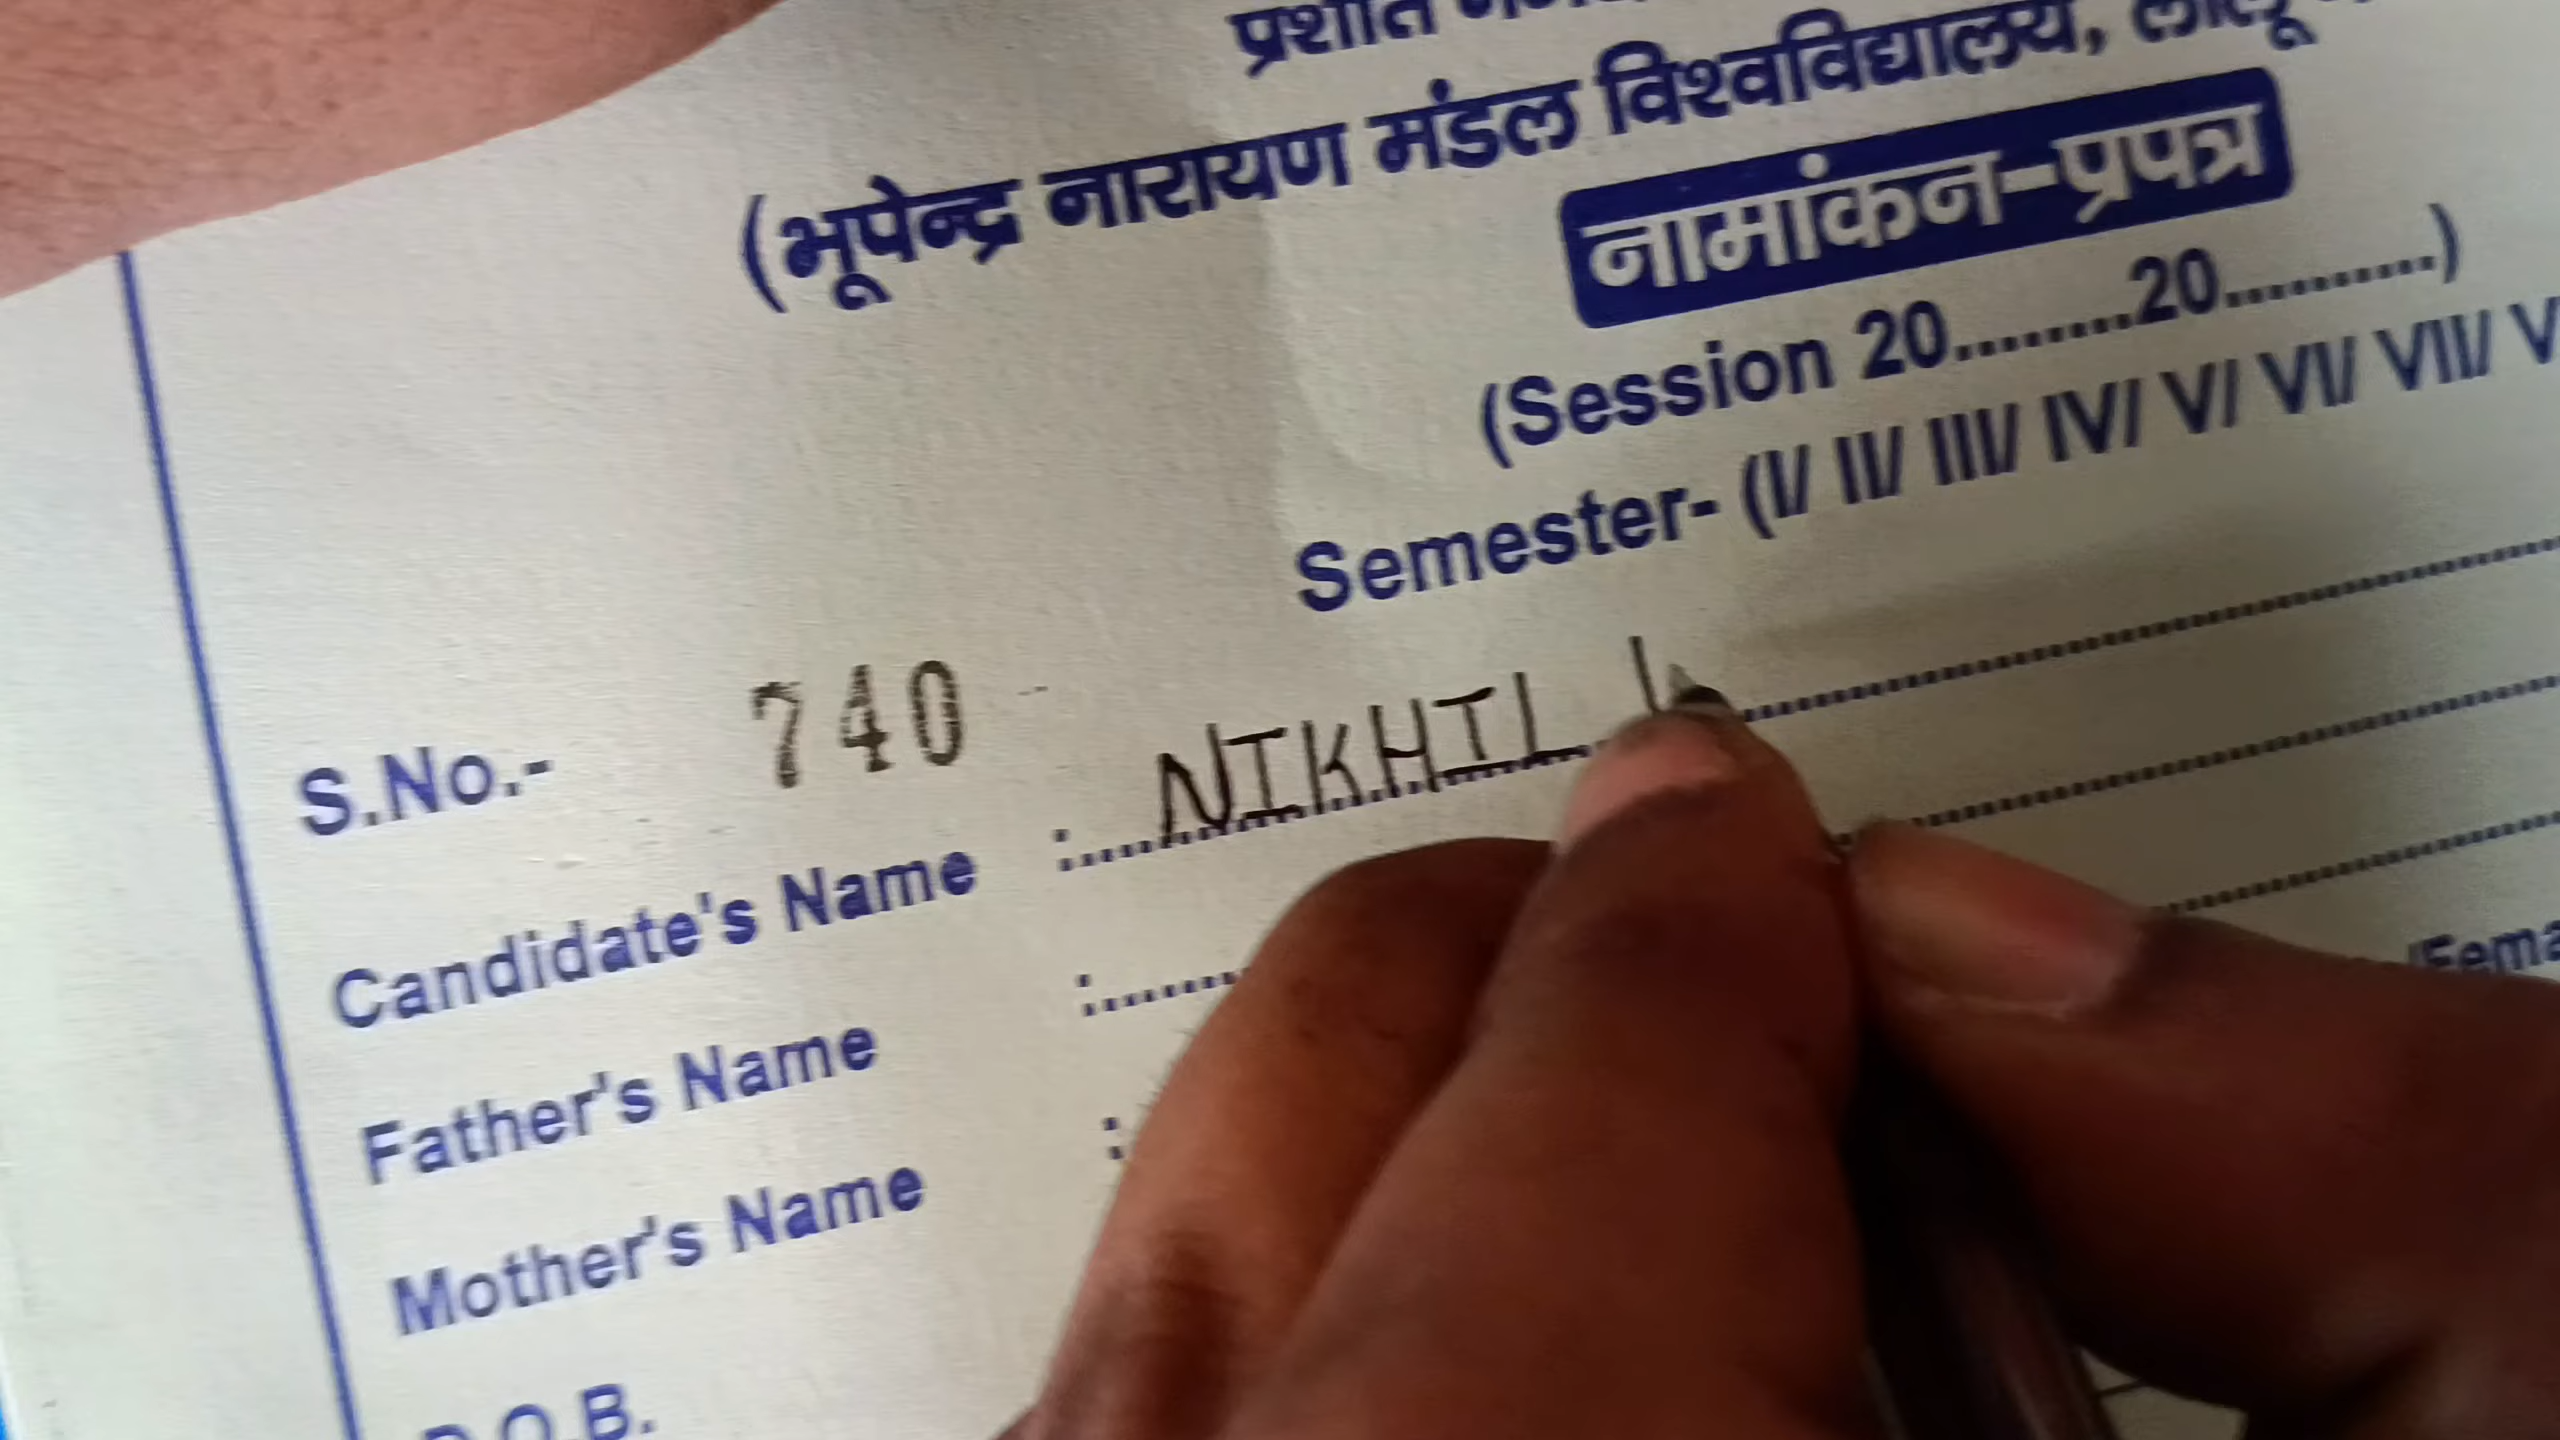 (भूपेन्द्र नारायण मंडल विश्वविद्यालय,
नामांकन-प्रपत्र
(Session 20........20..........)
Semester- (I/ II/ III/ IV/ V/ VI/ VII/
S.No.- 740
Candidate's Name :....NIKHIL
Father's Name :........
Mother's Name :
D.O.B.